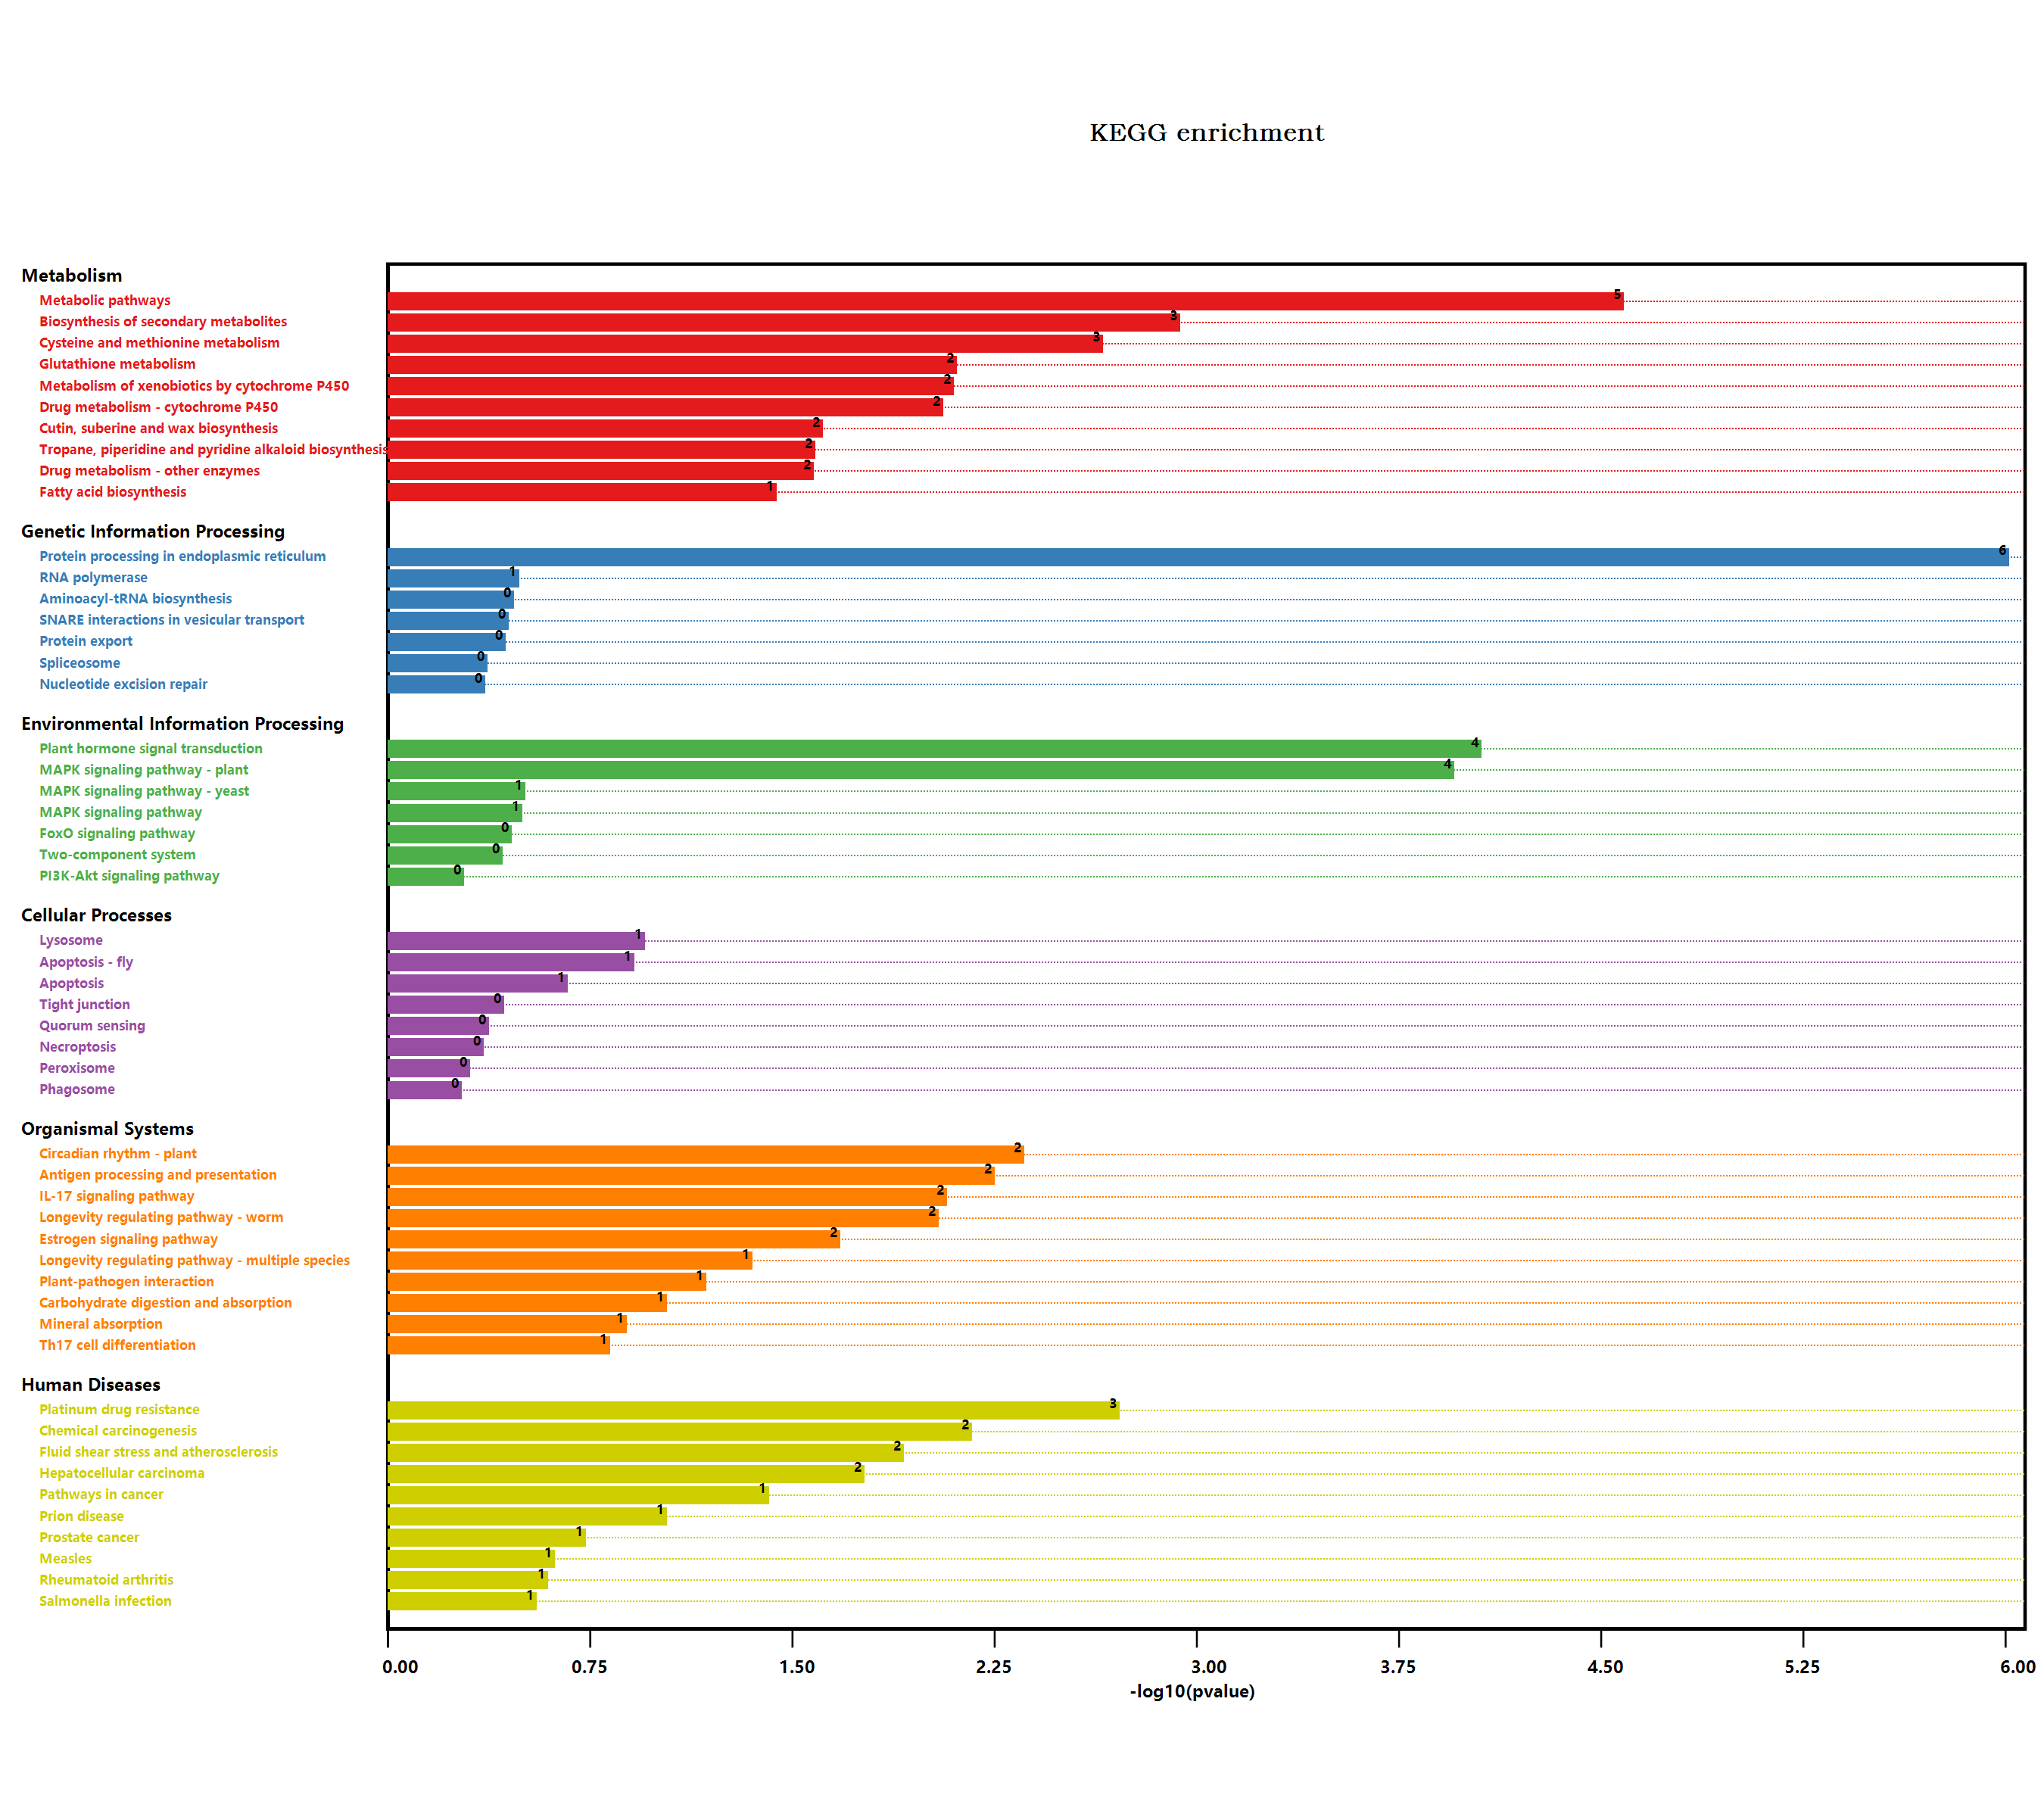 KEGG enrichment
Metabolism
Metabolic pathways 5
Biosynthesis of secondary metabolites 3
Cysteine and methionine metabolism 3
Glutathione metabolism 2
Metabolism of xenobiotics by cytochrome P450 2
Drug metabolism - cytochrome P450 2
Cutin, suberine and wax biosynthesis 2
Tropane, piperidine and pyridine alkaloid biosynthesis 2
Drug metabolism - other enzymes 2
Fatty acid biosynthesis 1
Genetic Information Processing
Protein processing in endoplasmic reticulum 6
RNA polymerase 1
Aminoacyl-tRNA biosynthesis 0
SNARE interactions in vesicular transport 0
Protein export 0
Spliceosome 0
Nucleotide excision repair 0
Environmental Information Processing
Plant hormone signal transduction 4
MAPK signaling pathway - plant 4
MAPK signaling pathway - yeast 1
MAPK signaling pathway 1
FoxO signaling pathway 0
Two-component system 0
PI3K-Akt signaling pathway 0
Cellular Processes
Lysosome 1
Apoptosis - fly 1
Apoptosis 1
Tight junction 0
Quorum sensing 0
Necroptosis 0
Peroxisome 0
Phagosome 0
Organismal Systems
Circadian rhythm - plant 2
Antigen processing and presentation 2
IL-17 signaling pathway 2
Longevity regulating pathway - worm 2
Estrogen signaling pathway 2
Longevity regulating pathway - multiple species 1
Plant-pathogen interaction 1
Carbohydrate digestion and absorption 1
Mineral absorption 1
Th17 cell differentiation 1
Human Diseases
Platinum drug resistance 3
Chemical carcinogenesis 2
Fluid shear stress and atherosclerosis 2
Hepatocellular carcinoma 2
Pathways in cancer 1
Prion disease 1
Prostate cancer 1
Measles 1
Rheumatoid arthritis 1
Salmonella infection 1
0.00 0.75 1.50 2.25 3.00 3.75 4.50 5.25 6.00
-log10(pvalue)